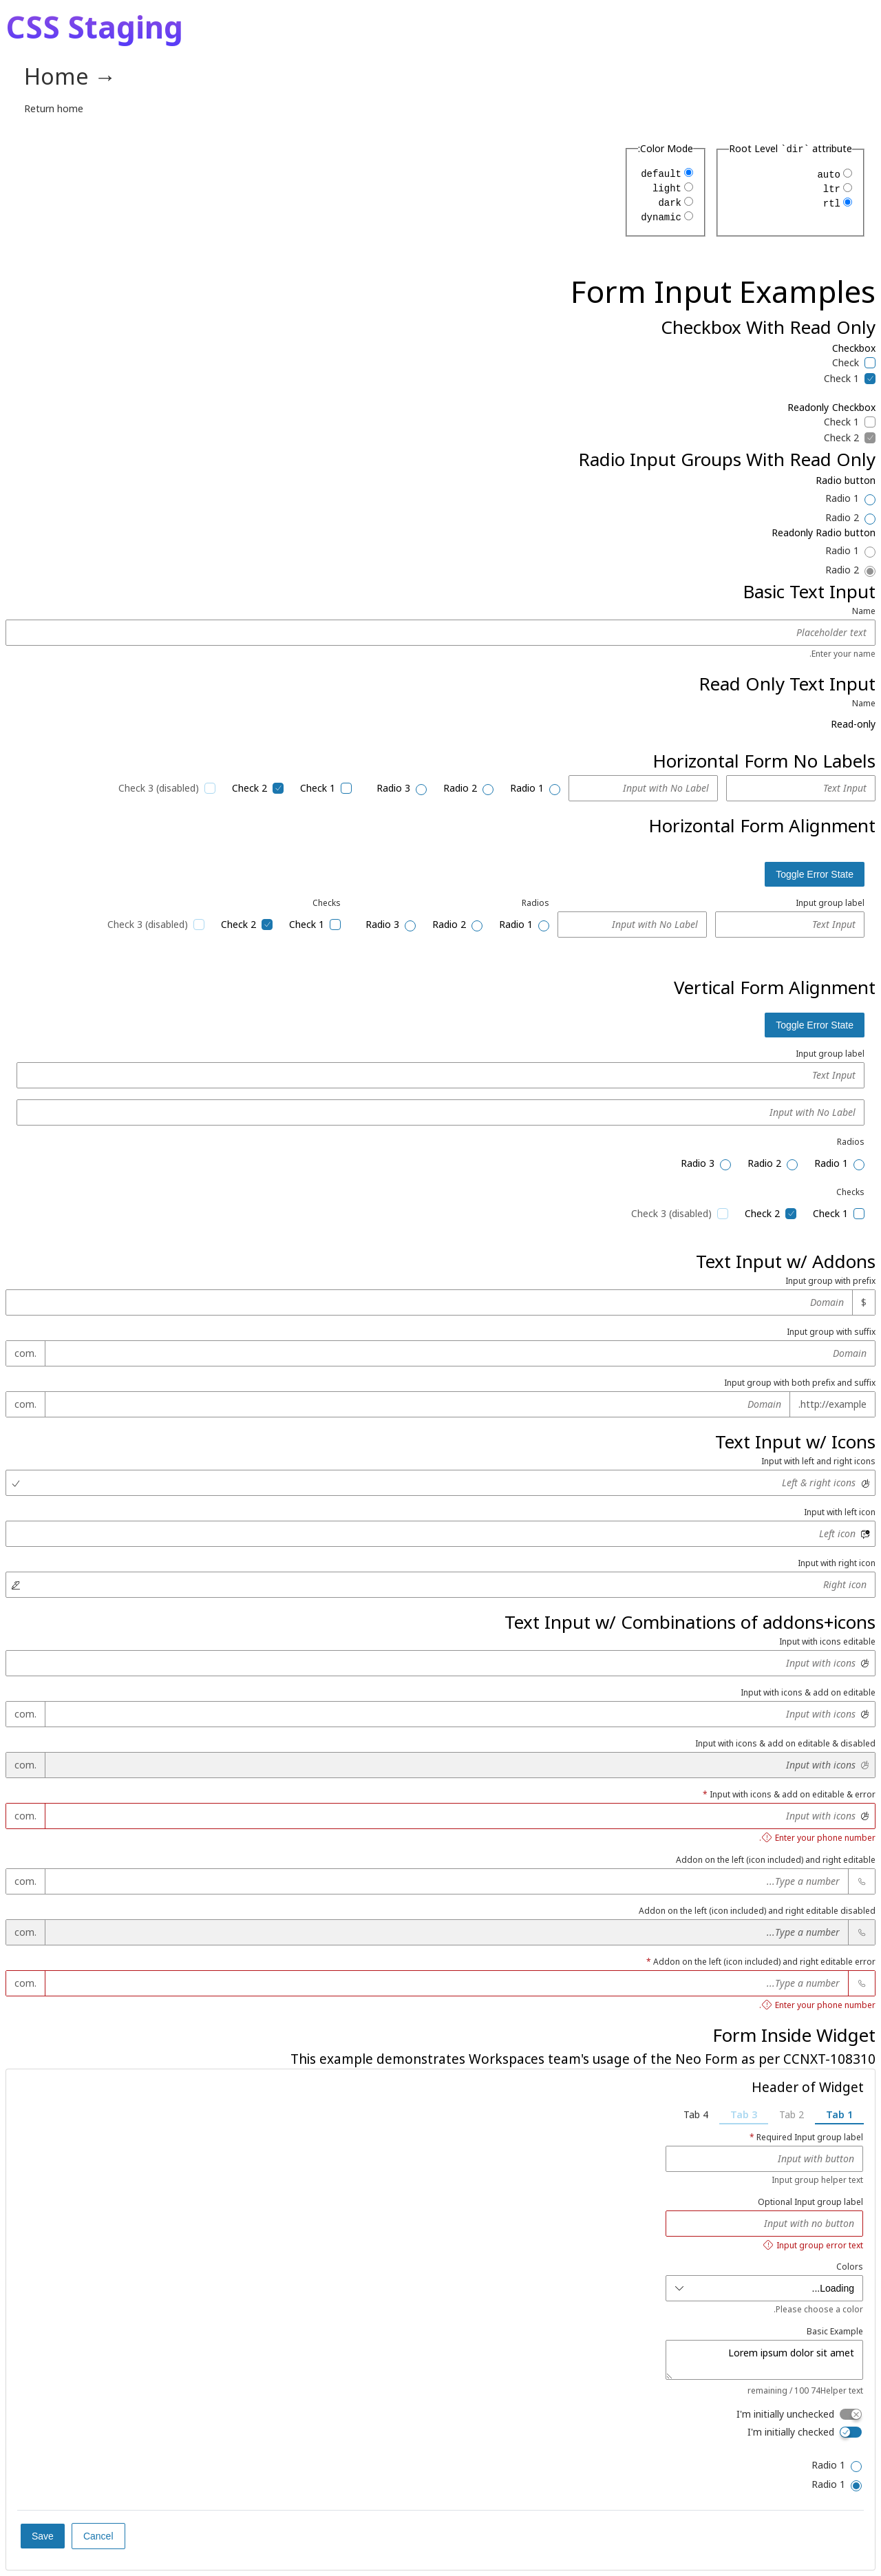 CSS Staging
Home →
Return home
Root Level `dir` attribute
auto
ltr
rtl
:Color Mode
default
light
dark
dynamic
Form Input Examples
Checkbox With Read Only
Checkbox
Check
Check 1
Readonly Checkbox
Check 1
Check 2
Radio Input Groups With Read Only
Radio button
Radio 1
Radio 2
Readonly Radio button
Radio 1
Radio 2
Basic Text Input
Name
Placeholder text
.Enter your name
Read Only Text Input
Name
Read-only
Horizontal Form No Labels
Text Input
Input with No Label
Radio 1
Radio 2
Radio 3
Check 1
Check 2
Check 3 (disabled)
Horizontal Form Alignment
Toggle Error State
Input group label
Radios
Checks
Text Input
Input with No Label
Radio 1
Radio 2
Radio 3
Check 1
Check 2
Check 3 (disabled)
Vertical Form Alignment
Toggle Error State
Input group label
Text Input
Input with No Label
Radios
Radio 1
Radio 2
Radio 3
Checks
Check 1
Check 2
Check 3 (disabled)
Text Input w/ Addons
Input group with prefix
$
Domain
Input group with suffix
Domain
com.
Input group with both prefix and suffix
.http://example
Domain
com.
Text Input w/ Icons
Input with left and right icons
Left & right icons
Input with left icon
Left icon
Input with right icon
Right icon
Text Input w/ Combinations of addons+icons
Input with icons editable
Input with icons
Input with icons & add on editable
Input with icons
com.
Input with icons & add on editable & disabled
Input with icons
com.
* Input with icons & add on editable & error
Input with icons
com.
. Enter your phone number
Addon on the left (icon included) and right editable
...Type a number
com.
Addon on the left (icon included) and right editable disabled
...Type a number
com.
* Addon on the left (icon included) and right editable error
...Type a number
com.
. Enter your phone number
Form Inside Widget
This example demonstrates Workspaces team's usage of the Neo Form as per CCNXT-108310
Header of Widget
Tab 1
Tab 2
Tab 3
Tab 4
* Required Input group label
Input with button
Input group helper text
Optional Input group label
Input with no button
Input group error text
Colors
...Loading
.Please choose a color
Basic Example
Lorem ipsum dolor sit amet
remaining / 100 74Helper text
I'm initially unchecked
I'm initially checked
Radio 1
Radio 1
Save
Cancel